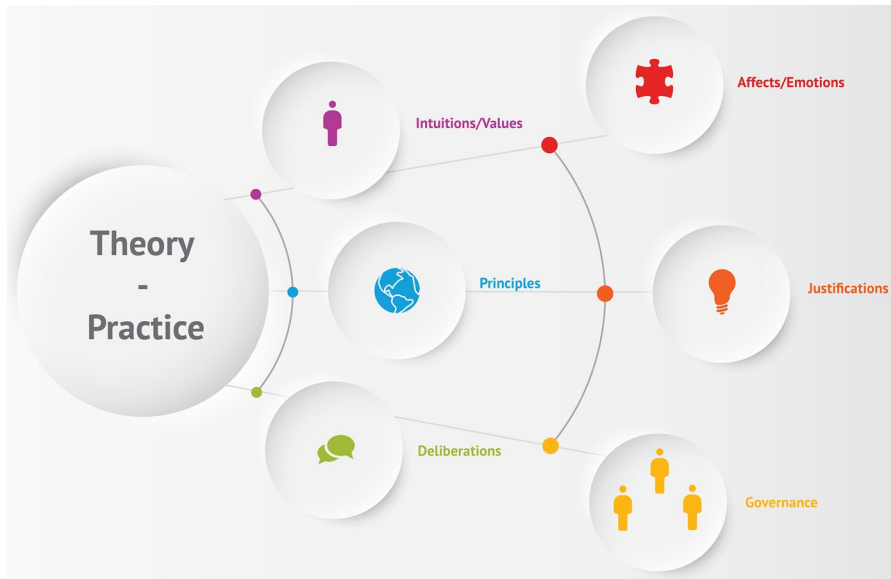 Theory
-
Practice
Intuitions/Values
Affects/Emotions
Principles
Justifications
Deliberations
Governance